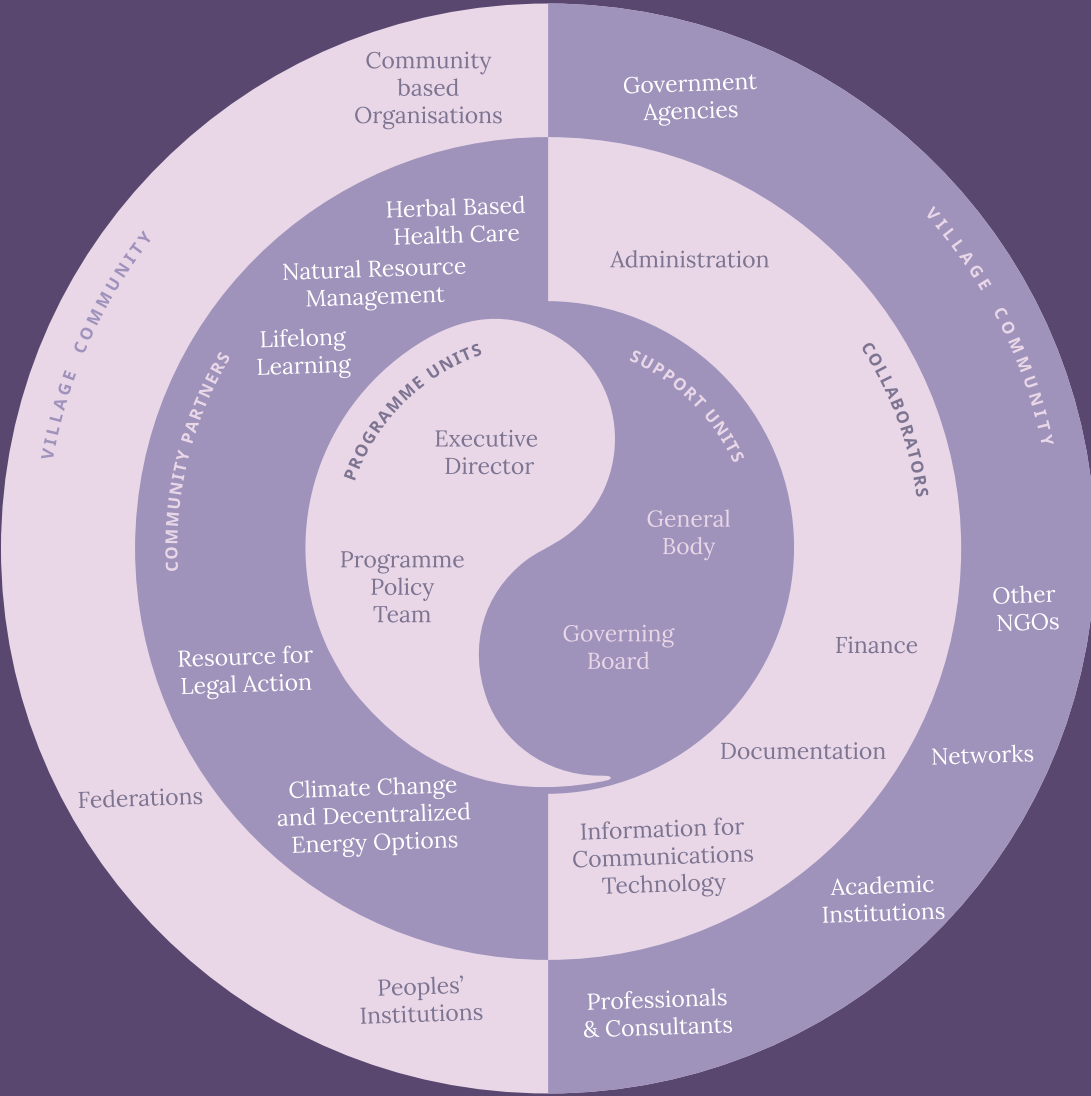 Community
based
Organisations
Government
Agencies
VILLAGE COMMUNITY
VILLAGE COMMUNITY
Herbal Based
Health Care
Natural Resource
Management
Lifelong
Learning
Administration
COMMUNITY PARTNERS
COLLABORATORS
PROGRAMME UNITS
SUPPORT UNITS
Executive
Director
General
Body
Programme
Policy
Team
Governing
Board
Other
NGOs
Finance
Resource for
Legal Action
Documentation
Networks
Federations
Climate Change
and Decentralized
Energy Options
Information for
Communications
Technology
Academic
Institutions
Peoples’
Institutions
Professionals
& Consultants